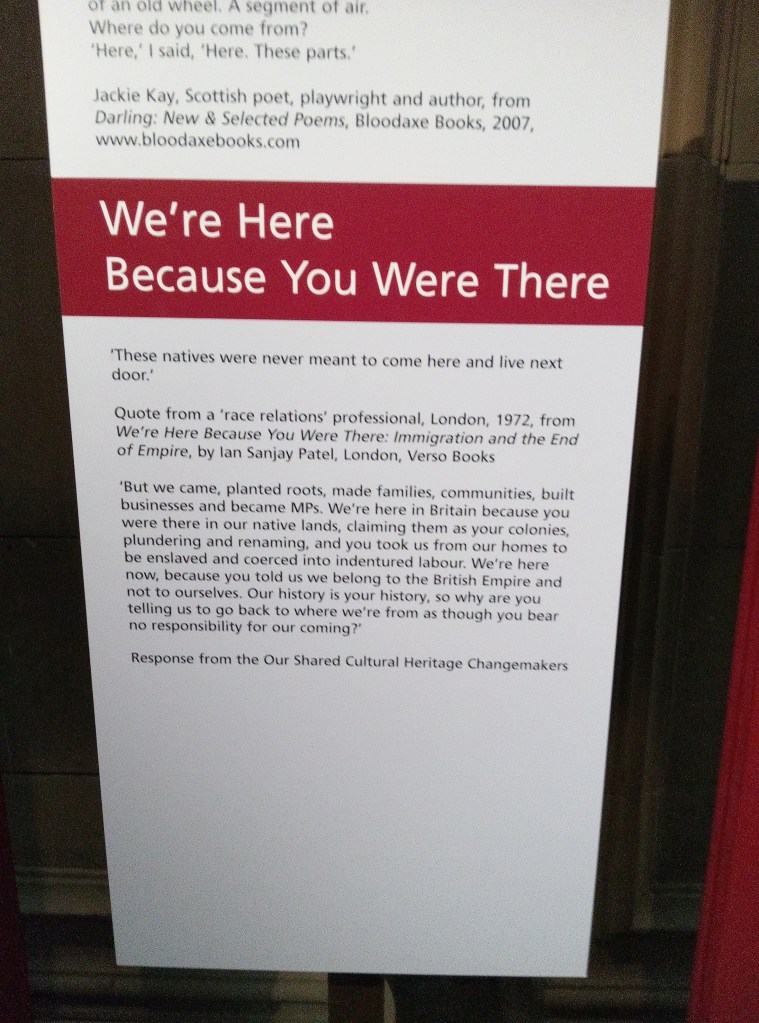 of an old wheel. A segment of air.
Where do you come from?
'Here,' I said, 'Here. These parts.'
Jackie Kay, Scottish poet, playwright and author, from
Darling: New & Selected Poems, Bloodaxe Books, 2007,
www.bloodaxebooks.com
We're Here
Because You Were There
'These natives were never meant to come here and live next
door.'
Quote from a 'race relations' professional, London, 1972, from
We're Here Because You Were There: Immigration and the End
of Empire, by Ian Sanjay Patel, London, Verso Books
'But we came, planted roots, made families, communities, built
businesses and became MPs. We're here in Britain because you
were there in our native lands, claiming them as your colonies,
plundering and renaming, and you took us from our homes to
be enslaved and coerced into indentured labour. We're here
now, because you told us we belong to the British Empire and
not to ourselves. Our history is your history, so why are you
telling us to go back to where we're from as though you bear
no responsibility for our coming?'
Response from the Our Shared Cultural Heritage Changemakers